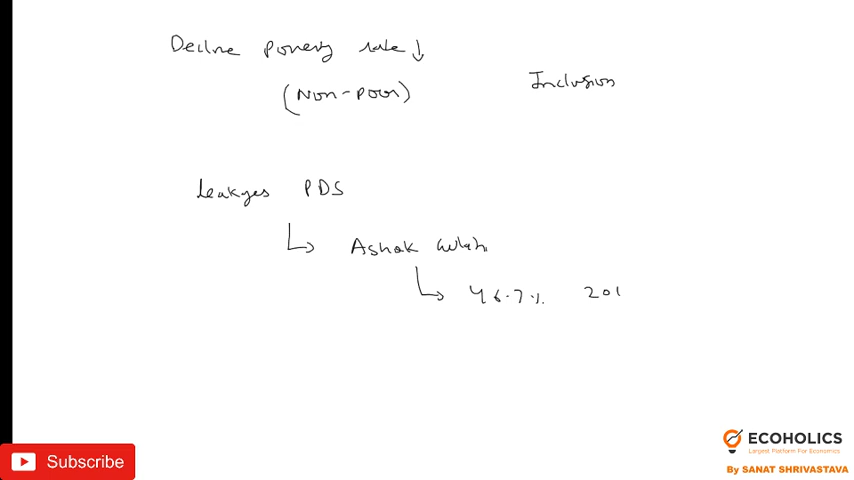 Decline Poverty rate ↓
(Non-Poor) Inclusion
Leakges PDS
Ashok Gulati
46.7% 201
Subscribe
ECOHOLICS
Largest Platform For Economics
By SANAT SHRIVASTAVA